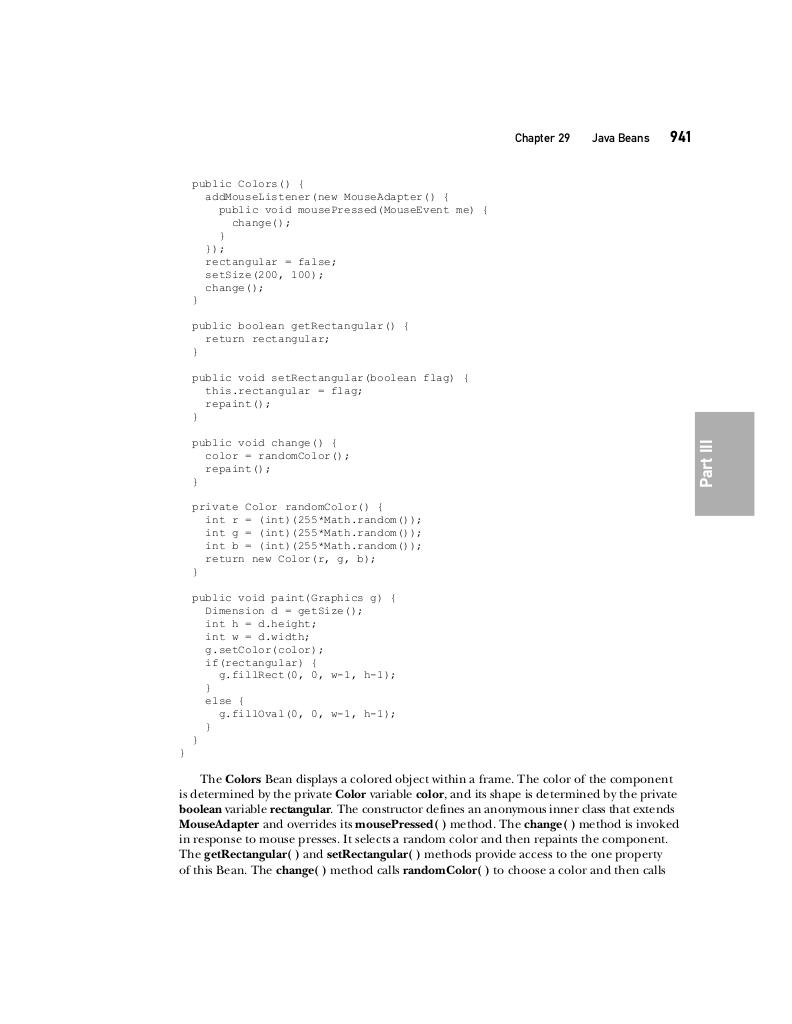 Chapter 29 Java Beans 941
public Colors() {
addMouseListener(new MouseAdapter() {
public void mousePressed(MouseEvent me) {
change();
}
});
rectangular = false;
setSize(200, 100);
change();
}
public boolean getRectangular() {
return rectangular;
}
public void setRectangular(boolean flag) {
this.rectangular = flag;
repaint();
}
public void change() {
color = randomColor();
repaint();
}
private Color randomColor() {
int r = (int)(255*Math.random());
int g = (int)(255*Math.random());
int b = (int)(255*Math.random());
return new Color(r, g, b);
}
public void paint(Graphics g) {
Dimension d = getSize();
int h = d.height;
int w = d.width;
g.setColor(color);
if(rectangular) {
g.fillRect(0, 0, w-1, h-1);
}
else {
g.fillOval(0, 0, w-1, h-1);
}
}
}
The Colors Bean displays a colored object within a frame. The color of the component
is determined by the private Color variable color, and its shape is determined by the private
boolean variable rectangular. The constructor defines an anonymous inner class that extends
MouseAdapter and overrides its mousePressed( ) method. The change( ) method is invoked
in response to mouse presses. It selects a random color and then repaints the component.
The getRectangular( ) and setRectangular( ) methods provide access to the one property
of this Bean. The change( ) method calls randomColor( ) to choose a color and then calls
Part III